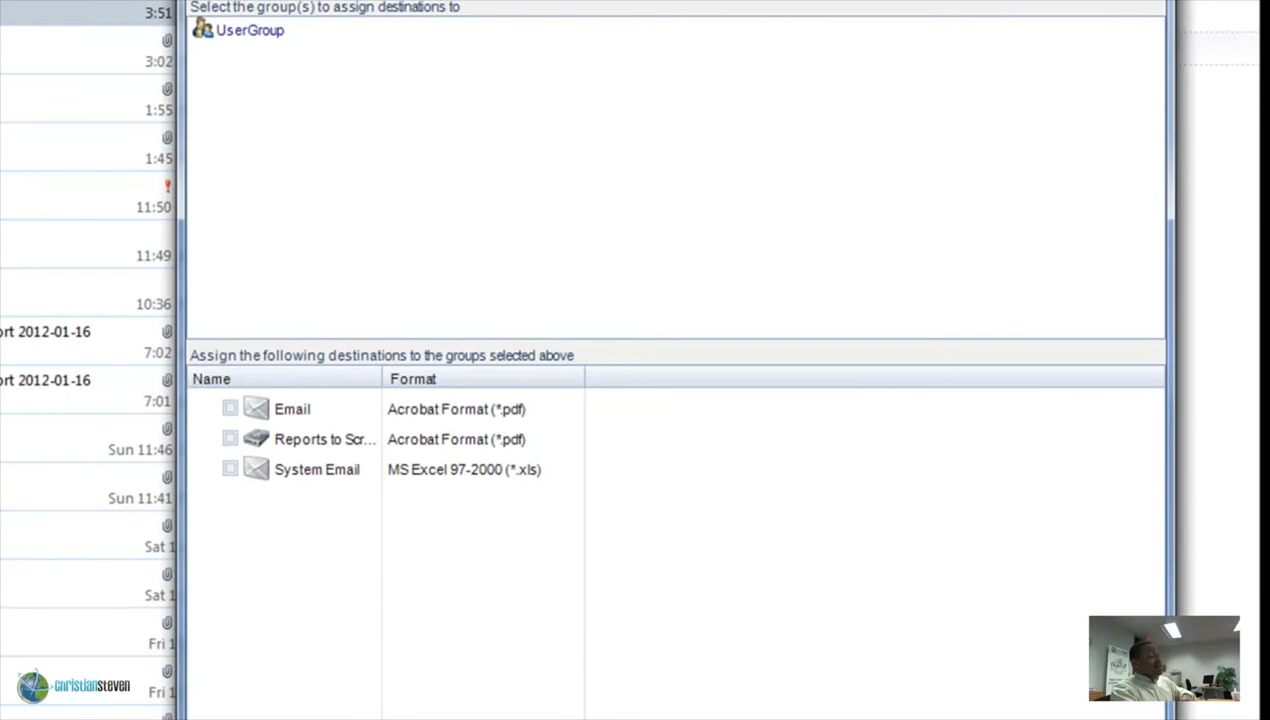 3:51
3:02
1:55
1:45
11:50
11:49
10:36
ort 2012-01-16
7:02
ort 2012-01-16
7:01
Sun 11:46
Sun 11:41
Sat 1
Sat 1
Fri 1
Fri 1
Select the group(s) to assign destinations to
UserGroup
Assign the following destinations to the groups selected above
Name Format
Email Acrobat Format (*.pdf)
Reports to Scr... Acrobat Format (*.pdf)
System Email MS Excel 97-2000 (*.xls)
christiansteven